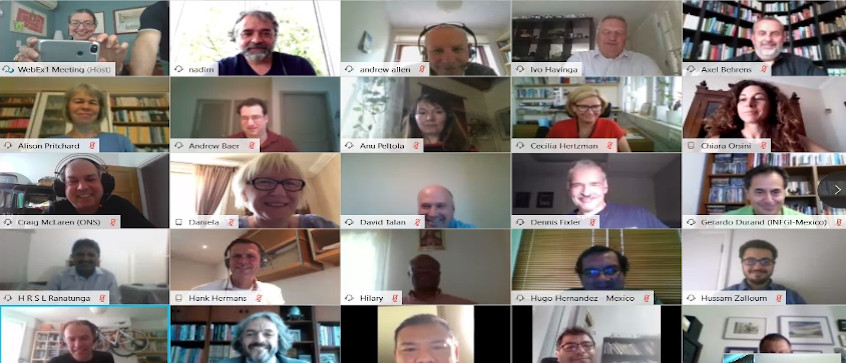 WebEx1 Meeting (Host)
nadim
andrew allen
Ivo Havinga
Axel Behrens
Alison Pritchard
Andrew Baer
Anu Peltola
Cecilia Hertzman
Chiara Orsini
Craig McLaren (ONS)
Daniela
David Talan
Dennis Fixler
Gerardo Durand (INEGI-Mexico)
H R S L Ranatunga
Hank Hermans
Hilary
Hugo Hernandez - Mexico
Hussam Zalloum